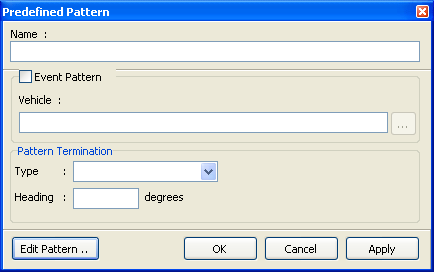 Predefined Pattern
Name :
Event Pattern
Vehicle :
...
Pattern Termination
Type :
Heading : degrees
Edit Pattern .. OK Cancel Apply